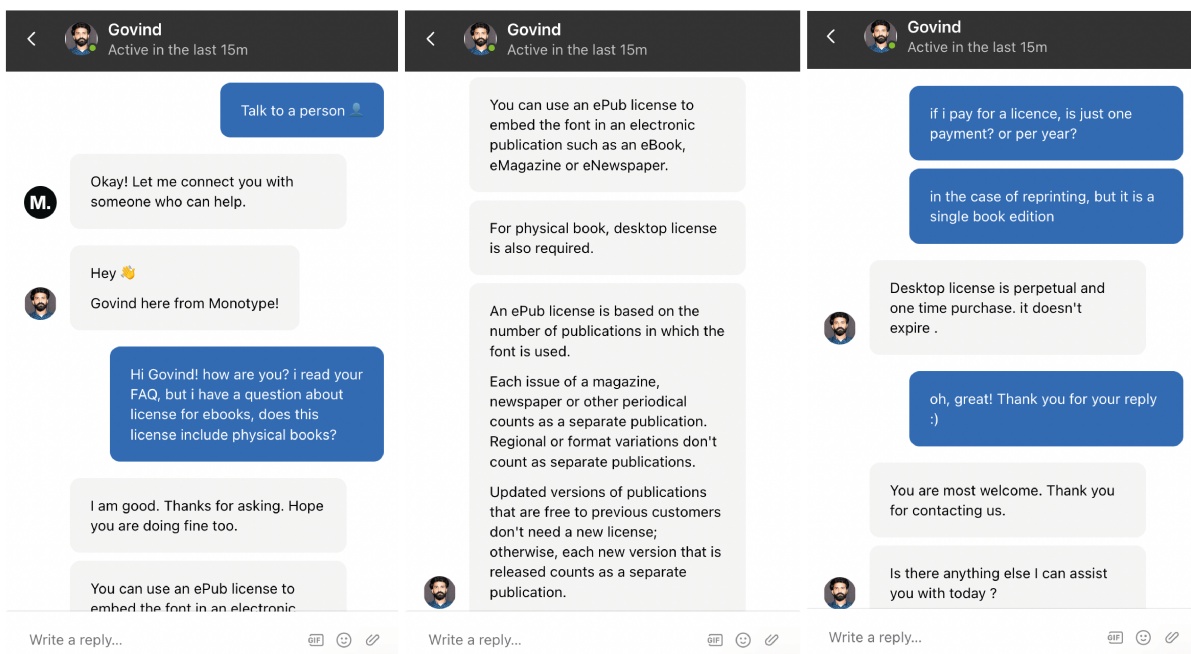 Govind
Active in the last 15m
Talk to a person 👤
Okay! Let me connect you with
someone who can help.
M.
Hey 👋
Govind here from Monotype!
Hi Govind! how are you? i read your
FAQ, but i have a question about
license for ebooks, does this
license include physical books?
I am good. Thanks for asking. Hope
you are doing fine too.
You can use an ePub license to
embed the font in an electronic
Write a reply...
GIF
Govind
Active in the last 15m
You can use an ePub license to
embed the font in an electronic
publication such as an eBook,
eMagazine or eNewspaper.
For physical book, desktop license
is also required.
An ePub license is based on the
number of publications in which the
font is used.
Each issue of a magazine,
newspaper or other periodical
counts as a separate publication.
Regional or format variations don't
count as separate publications.
Updated versions of publications
that are free to previous customers
don't need a new license;
otherwise, each new version that is
released counts as a separate
publication.
Write a reply...
GIF
Govind
Active in the last 15m
if i pay for a licence, is just one
payment? or per year?
in the case of reprinting, but it is a
single book edition
Desktop license is perpetual and
one time purchase. it doesn't
expire .
oh, great! Thank you for your reply
:)
You are most welcome. Thank you
for contacting us.
Is there anything else I can assist
you with today ?
Write a reply...
GIF